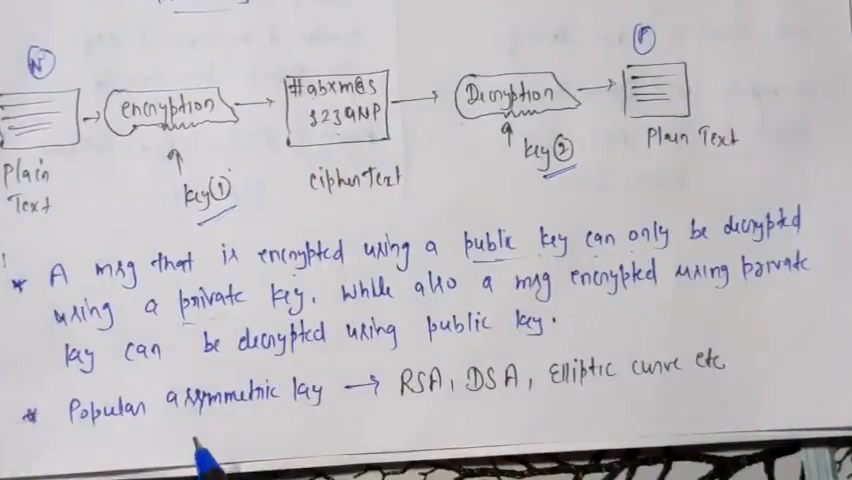 N
P
encryption
#abxm@s
3239NP
Decryption
Plain
Text
key ①
Cipher Text
key ②
Plain Text
* A msg that is encrypted using a public key can only be decrypted
using a private key. While also a msg encrypted using private
key can be decrypted using public key.
* Popular assymmetric key → RSA, DSA, Elliptic curve etc